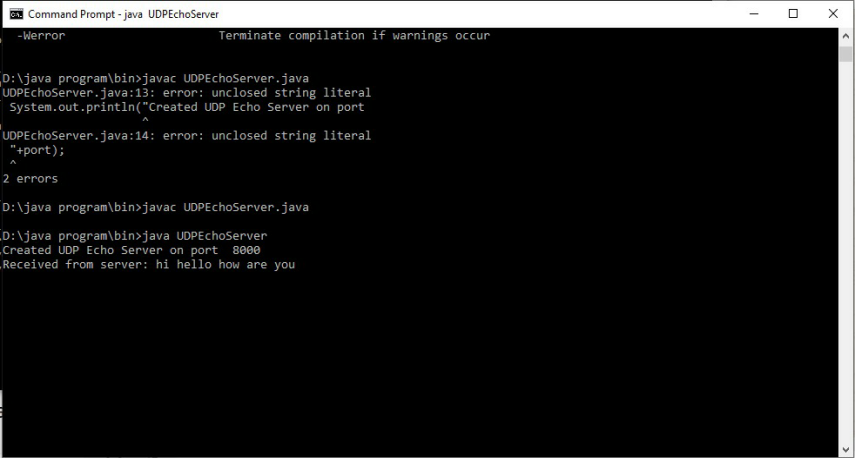 Command Prompt - java  UDPEchoServer
-Werror                      Terminate compilation if warnings occur
D:\java program\bin>javac UDPEchoServer.java
UDPEchoServer.java:13: error: unclosed string literal
System.out.println("Created UDP Echo Server on port
^
UDPEchoServer.java:14: error: unclosed string literal
"+port);
^
2 errors
D:\java program\bin>javac UDPEchoServer.java
D:\java program\bin>java UDPEchoServer
Created UDP Echo Server on port  8000
Received from server: hi hello how are you